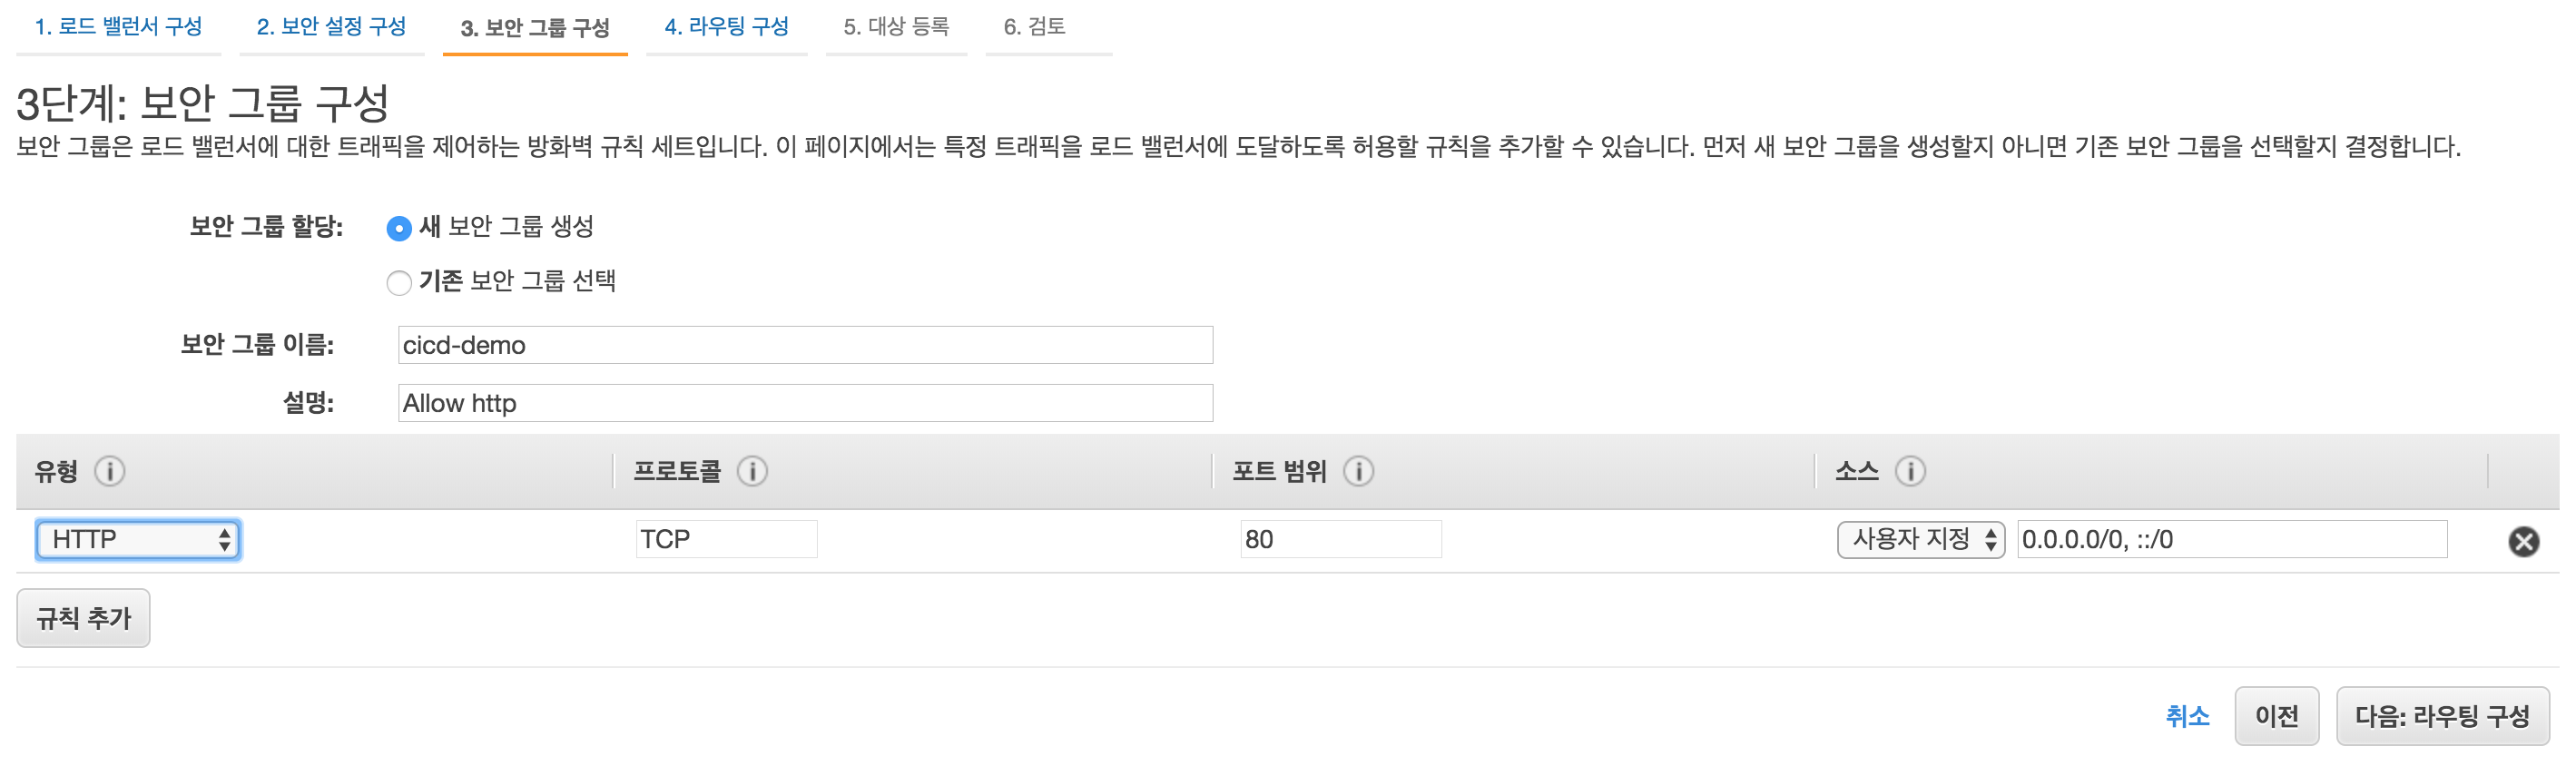 1. 로드 밸런서 구성 2. 보안 설정 구성 3. 보안 그룹 구성 4. 라우팅 구성 5. 대상 등록 6. 검토
3단계: 보안 그룹 구성
보안 그룹은 로드 밸런서에 대한 트래픽을 제어하는 방화벽 규칙 세트입니다. 이 페이지에서는 특정 트래픽을 로드 밸런서에 도달하도록 허용할 규칙을 추가할 수 있습니다. 먼저 새 보안 그룹을 생성할지 아니면 기존 보안 그룹을 선택할지 결정합니다.
보안 그룹 할당: 새 보안 그룹 생성
기존 보안 그룹 선택
보안 그룹 이름: cicd-demo
설명: Allow http
유형 프로토콜 포트 범위 소스
HTTP TCP 80 사용자 지정 0.0.0.0/0, ::/0
규칙 추가
취소 이전 다음: 라우팅 구성